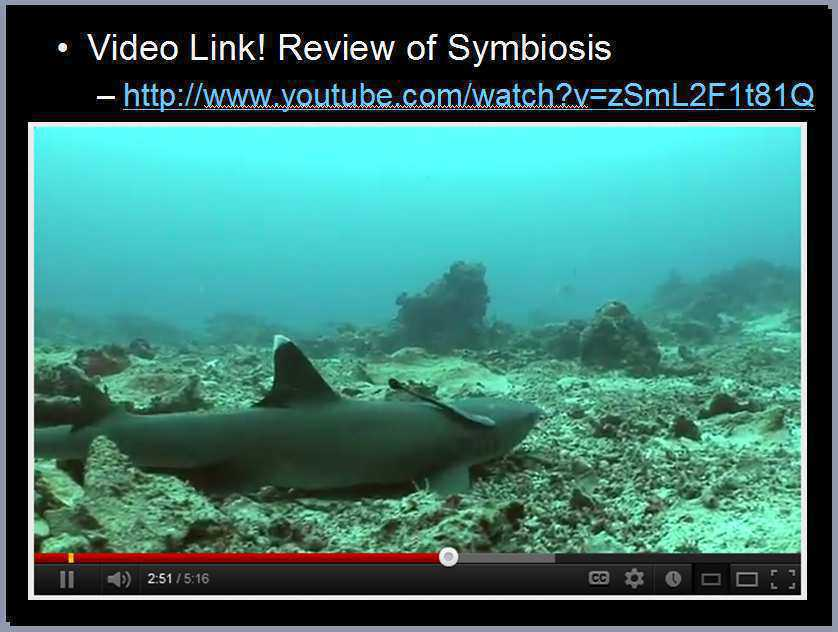 • Video Link! Review of Symbiosis
– http://www.youtube.com/watch?v=zSmL2F1t81Q
2:51 / 5:16 CC